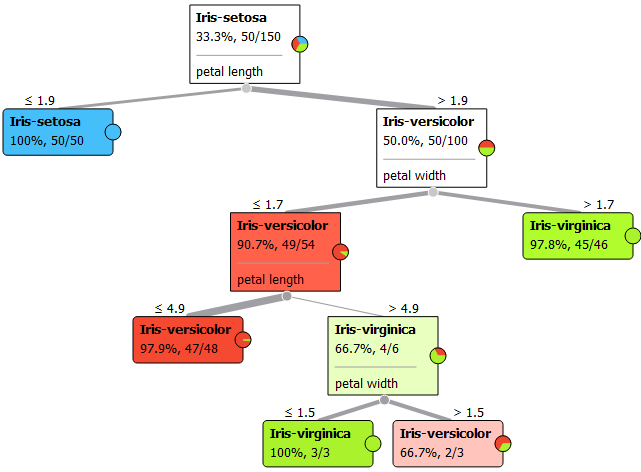 Iris-setosa
33.3%, 50/150
petal length
≤ 1.9
> 1.9
Iris-setosa
100%, 50/50
Iris-versicolor
50.0%, 50/100
petal width
≤ 1.7
> 1.7
Iris-versicolor
90.7%, 49/54
petal length
Iris-virginica
97.8%, 45/46
≤ 4.9
> 4.9
Iris-versicolor
97.9%, 47/48
Iris-virginica
66.7%, 4/6
petal width
≤ 1.5
> 1.5
Iris-virginica
100%, 3/3
Iris-versicolor
66.7%, 2/3